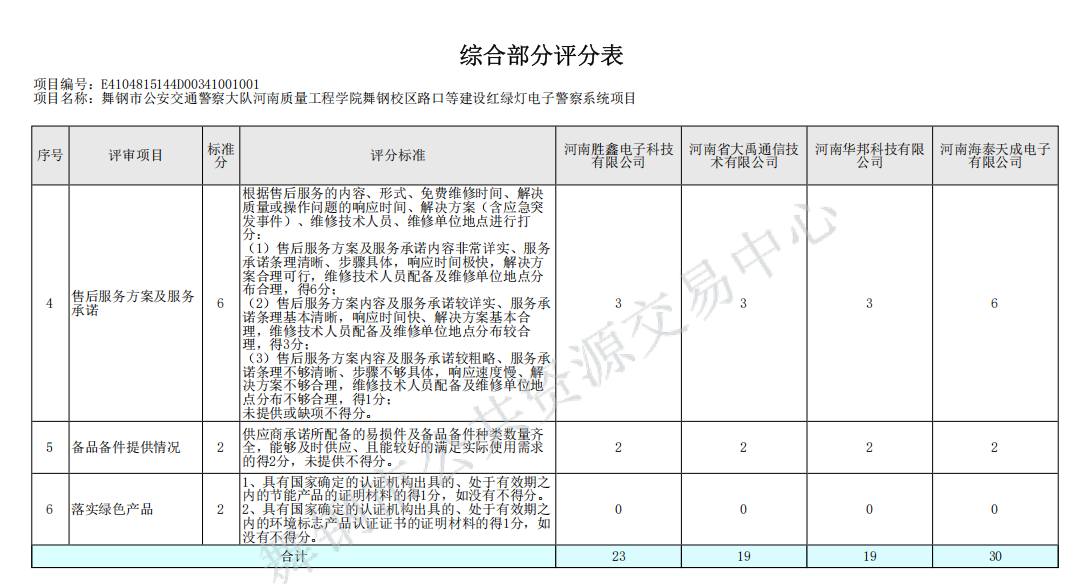 综合部分评分表
项目编号：E4104815144D00341001001
项目名称：舞钢市公安交通警察大队河南质量工程学院舞钢校区路口等建设红绿灯电子警察系统项目
序号
评审项目
标准
分
评分标准
河南胜鑫电子科技
有限公司
河南省大禹通信技
术有限公司
河南华邦科技有限
公司
河南海泰天成电子
有限公司
4
售后服务方案及服务
承诺
6
根据售后服务的内容、形式、免费维修时间、解决
质量或操作问题的响应时间、解决方案（含应急突
发事件）、维修技术人员、维修单位地点进行打
分：
（1）售后服务方案及服务承诺内容非常详实、服务
承诺条理清晰、步骤具体，响应时间极快，解决方
案合理可行，维修技术人员配备及维修单位地点分
布合理，得6分；
（2）售后服务方案内容及服务承诺较详实、服务承
诺条理基本清晰，响应时间快、解决方案基本合
理，维修技术人员配备及维修单位地点分布较合
理，得3分；
（3）售后服务方案内容及服务承诺较粗略、服务承
诺条理不够清晰、步骤不够具体，响应速度慢、解
决方案不够合理，维修技术人员配备及维修单位地
点分布不够合理，得1分；
未提供或缺项不得分。
3
3
3
6
5
备品备件提供情况
2
供应商承诺所配备的易损件及备品备件种类数量齐
全，能够及时供应、且能较好的满足实际使用需求
的得2分，未提供不得分。
2
2
2
2
6
落实绿色产品
2
1、具有国家确定的认证机构出具的、处于有效期之
内的节能产品的证明材料的得1分，如没有不得分。
2、具有国家确定的认证机构出具的、处于有效期之
内的环境标志产品认证证书的证明材料的得1分，如
没有不得分。
0
0
0
0
合计
23
19
19
30
舞钢市公共资源交易中心